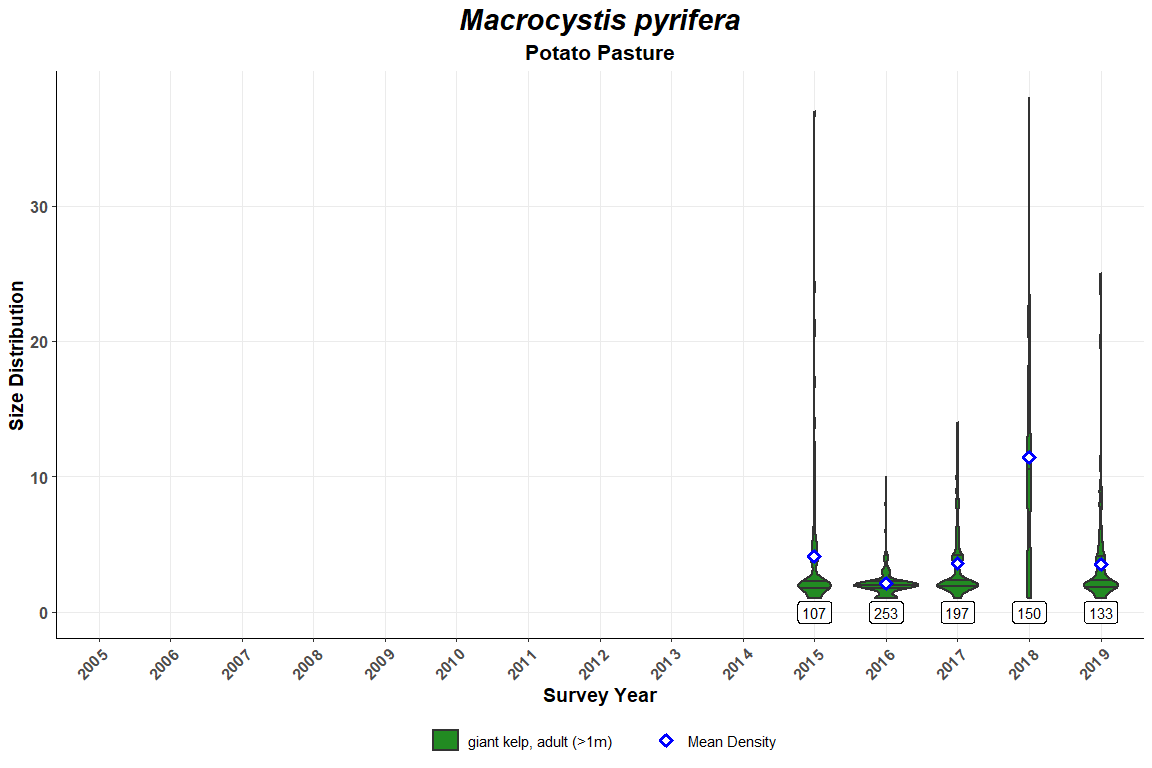 Macrocystis pyrifera
Potato Pasture
Size Distribution
30
20
10
0
107 253 197 150 133
2005 2006 2007 2008 2009 2010 2011 2012 2013 2014 2015 2016 2017 2018 2019
Survey Year
giant kelp, adult (>1m) Mean Density